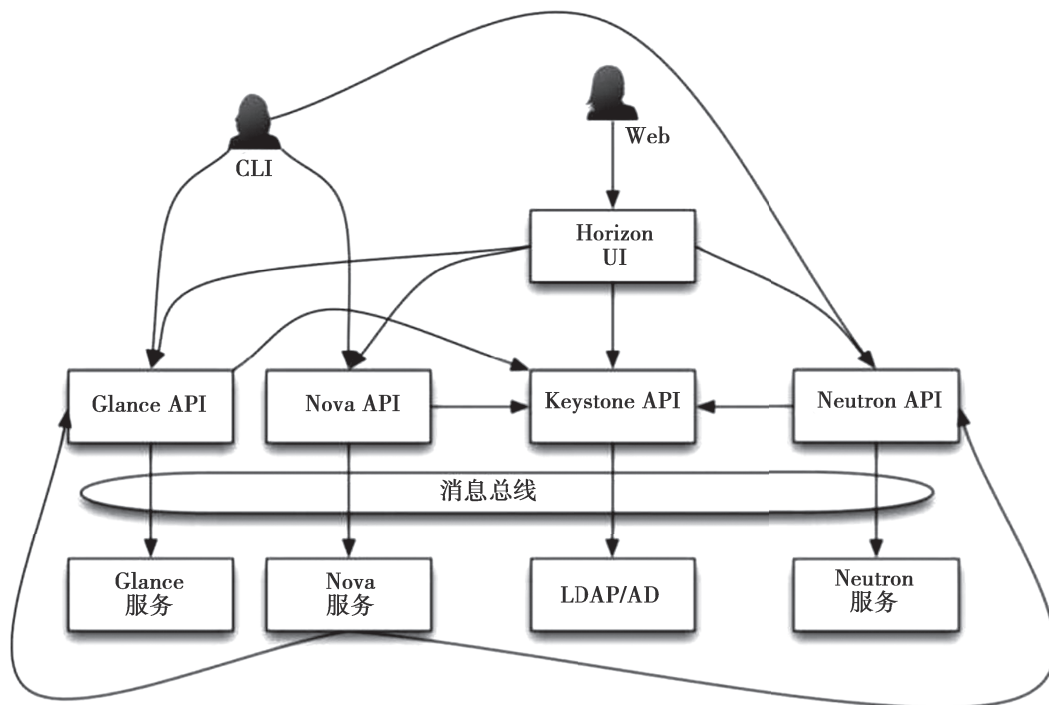 CLI
Web
Horizon
UI
Glance API
Nova API
Keystone API
Neutron API
消息总线
Glance
服务
Nova
服务
LDAP/AD
Neutron
服务